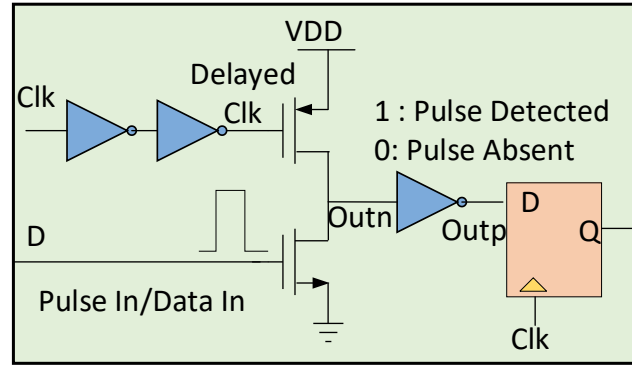 VDD
Delayed
Clk
Clk
1 : Pulse Detected
0: Pulse Absent
D
Outn
Outp
D
Q
Pulse In/Data In
Clk